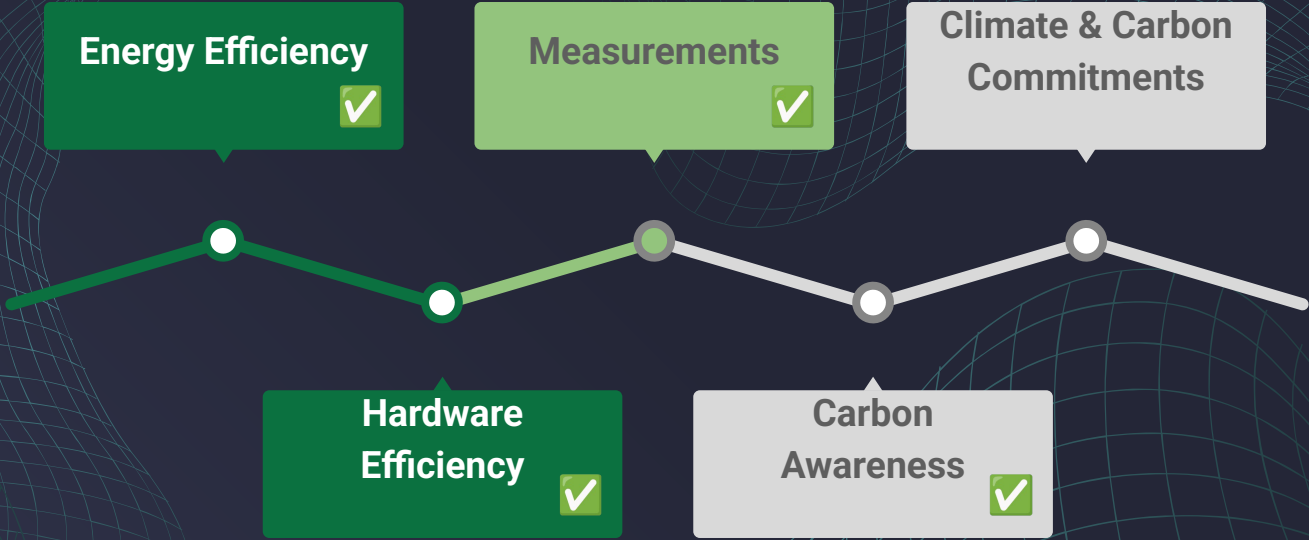 Energy Efficiency
✅
Measurements
✅
Climate & Carbon
Commitments
Hardware
Efficiency
✅
Carbon
Awareness
✅